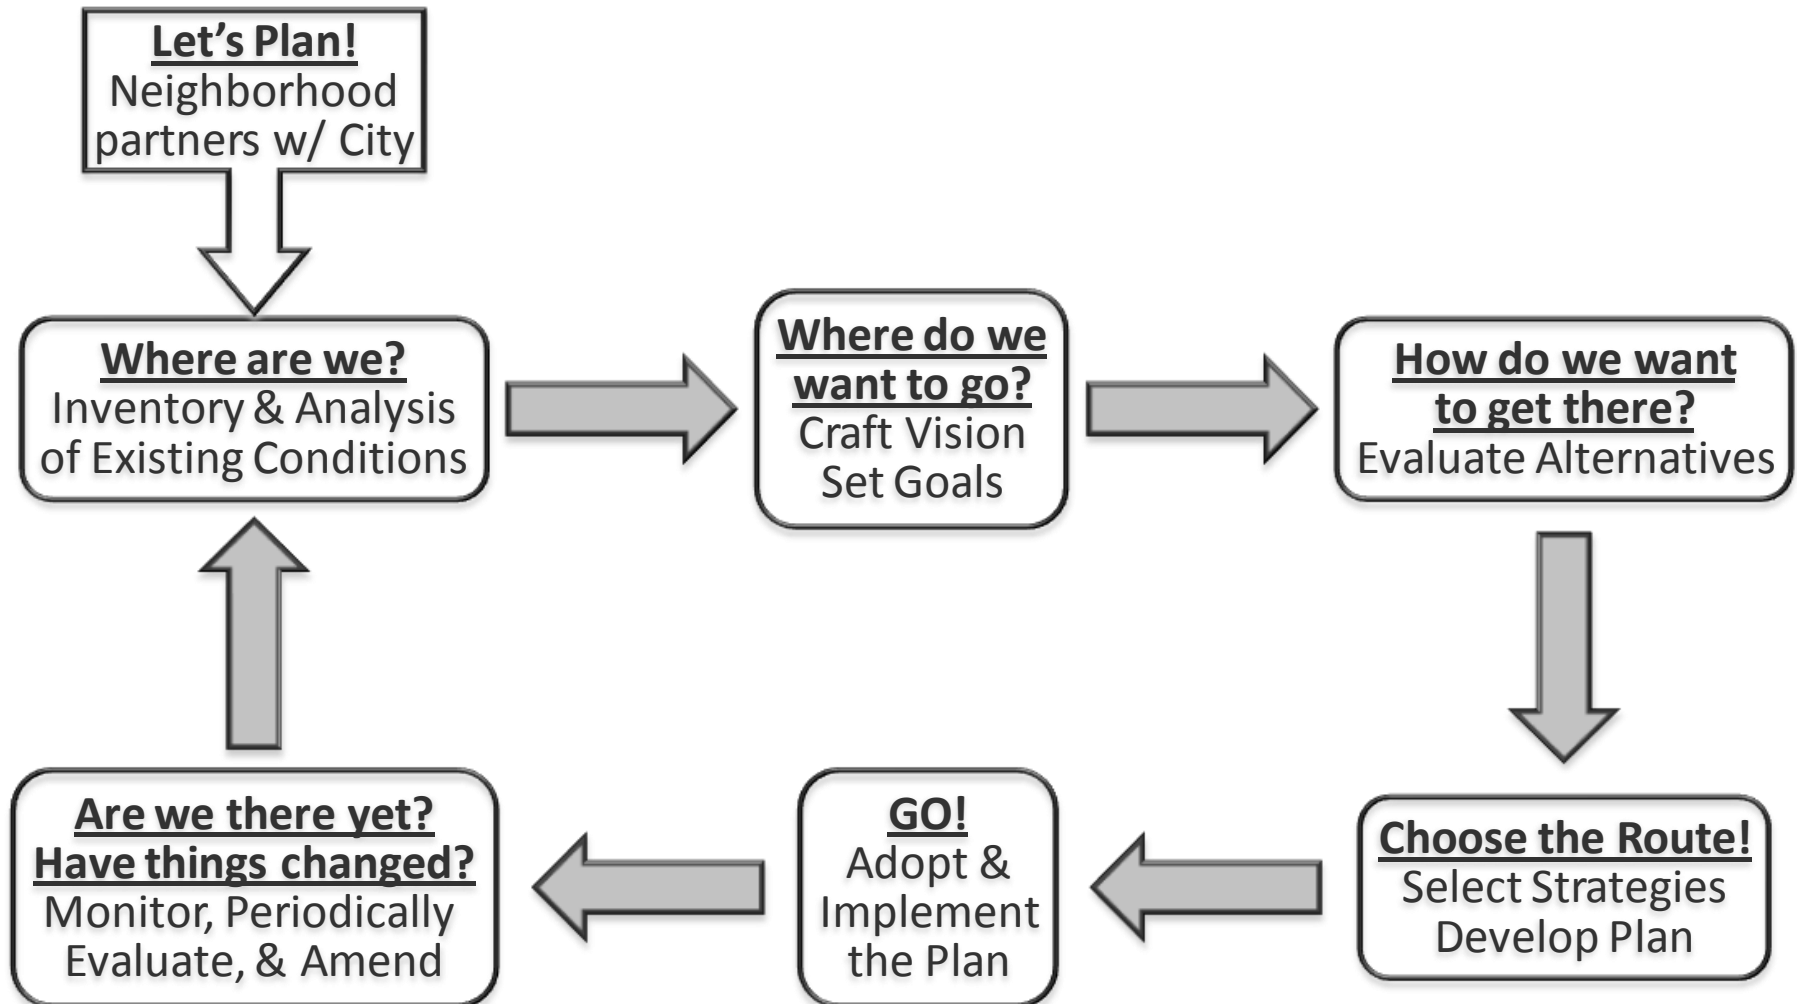 Let's Plan!
Neighborhood
partners w/ City
Where are we?
Inventory & Analysis
of Existing Conditions
Where do we
want to go?
Craft Vision
Set Goals
How do we want
to get there?
Evaluate Alternatives
Choose the Route!
Select Strategies
Develop Plan
GO!
Adopt &
Implement
the Plan
Are we there yet?
Have things changed?
Monitor, Periodically
Evaluate, & Amend